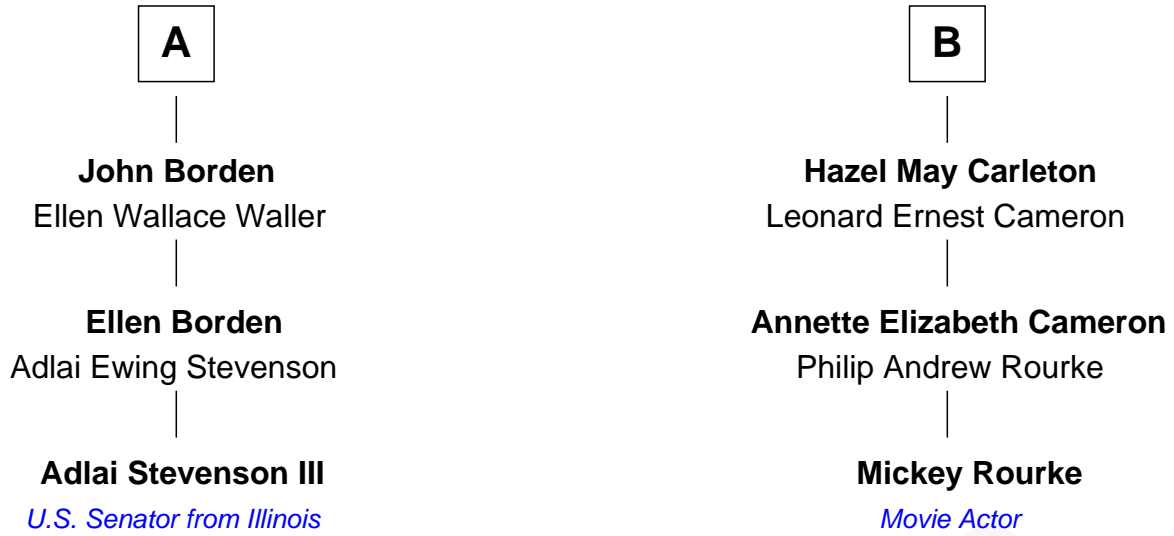 A
John Borden
Ellen Wallace Waller
Ellen Borden
Adlai Ewing Stevenson
Adlai Stevenson III
U.S. Senator from Illinois
B
Hazel May Carleton
Leonard Ernest Cameron
Annette Elizabeth Cameron
Philip Andrew Rourke
Mickey Rourke
Movie Actor